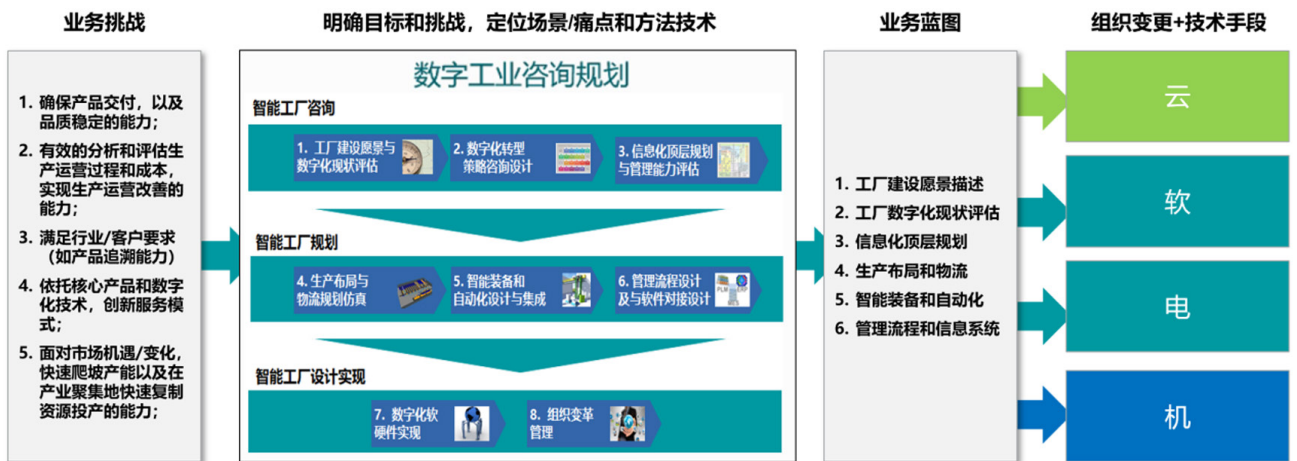 业务挑战
1. 确保产品交付，以及
品质稳定的能力；
2. 有效的分析和评估生
产运营过程和成本，
实现生产运营改善的
能力；
3. 满足行业/客户要求
（如产品追溯能力）
4. 依托核心产品和数字
化技术，创新服务模
式；
5. 面对市场机遇/变化，
快速爬坡产能以及在
产业聚集地快速复制
资源投产的能力；
明确目标和挑战，定位场景/痛点和方法技术
数字工业咨询规划
智能工厂咨询
1. 工厂建设愿景与
数字化现状评估
2. 数字化转型
策略咨询设计
3. 信息化顶层规划
与管理能力评估
智能工厂规划
4. 生产布局与
物流规划仿真
5. 智能装备和
自动化设计与集成
6. 管理流程设计
及与软件对接设计
PLM
ERP
智能工厂设计实现
7. 数字化软
硬件实现
8. 组织变革
管理
业务蓝图
1. 工厂建设愿景描述
2. 工厂数字化现状评估
3. 信息化顶层规划
4. 生产布局和物流
5. 智能装备和自动化
6. 管理流程和信息系统
组织变更+技术手段
云
软
电
机